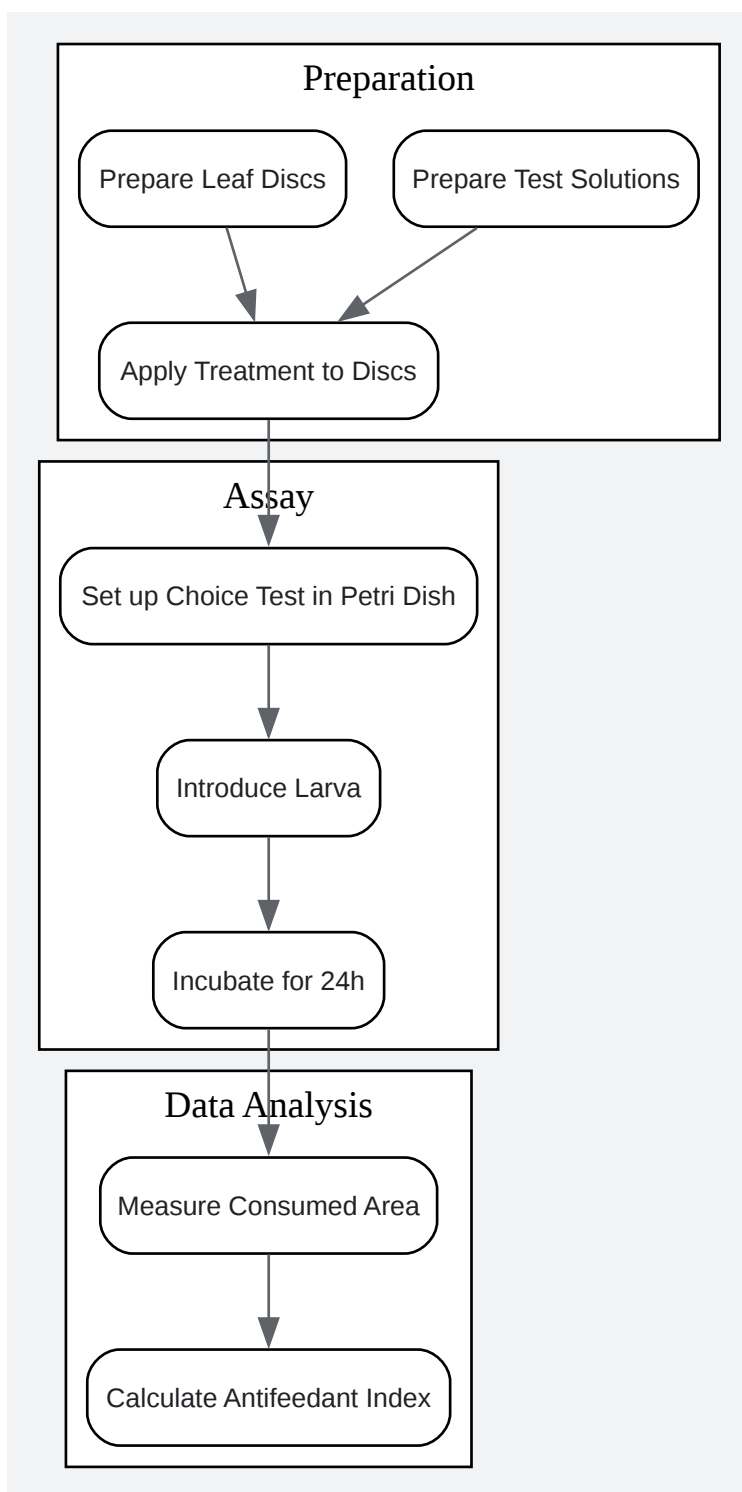 Preparation
Prepare Leaf Discs
Prepare Test Solutions
Apply Treatment to Discs
Assay
Set up Choice Test in Petri Dish
Introduce Larva
Incubate for 24h
Data Analysis
Measure Consumed Area
Calculate Antifeedant Index